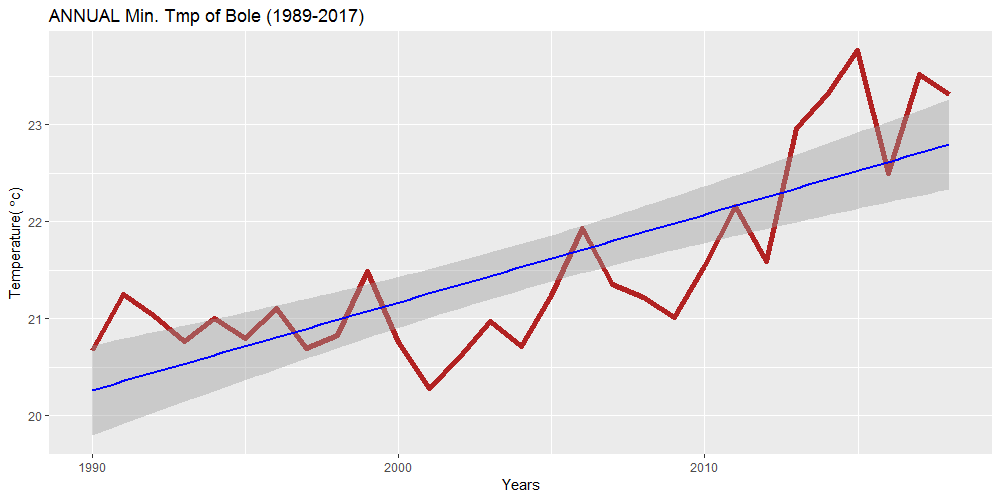 ANNUAL Min. Tmp of Bole (1989-2017)
23
22
21
20
Temperature( °c)
1990 2000 2010
Years